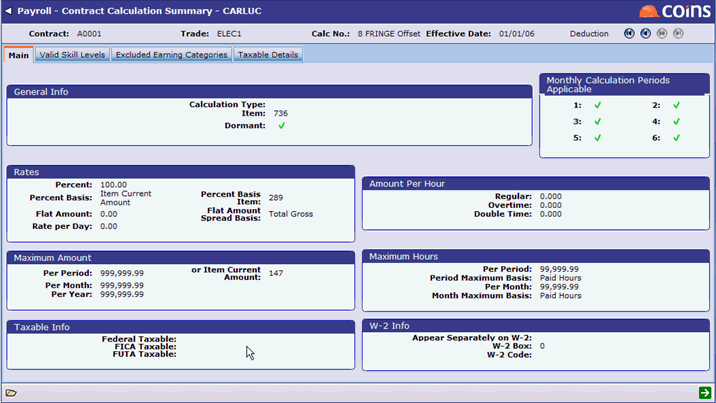 Payroll - Contract Calculation Summary - CARLUC
coins
Contract: A0001 Trade: ELEC1 Calc No.: 8 FRINGE Offset Effective Date: 01/01/06 Deduction
Main Valid Skill Levels Excluded Earning Categories Taxable Details
General Info
Calculation Type:
Item: 736
Dormant:
Monthly Calculation Periods
Applicable
1: 2:
3: 4:
5: 6:
Rates
Percent: 100.00
Percent Basis: Item Current Amount
Percent Basis Item: 289
Flat Amount: 0.00
Flat Amount Spread Basis: Total Gross
Rate per Day: 0.00
Amount Per Hour
Regular: 0.000
Overtime: 0.000
Double Time: 0.000
Maximum Amount
Per Period: 999,999.99
or Item Current Amount: 147
Per Month: 999,999.99
Per Year: 999,999.99
Maximum Hours
Per Period: 99,999.99
Period Maximum Basis: Paid Hours
Per Month: 99,999.99
Month Maximum Basis: Paid Hours
Taxable Info
Federal Taxable:
FICA Taxable:
FUTA Taxable:
W-2 Info
Appear Separately on W-2:
W-2 Box: 0
W-2 Code: